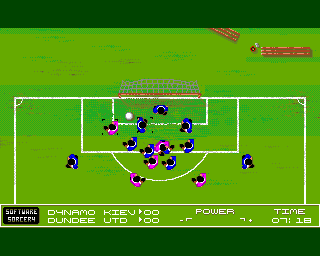 SOFTWARE
SORCERY
DYNAMO KIEV 00
DUNDEE UTD 00
POWER
- +
TIME
07:18